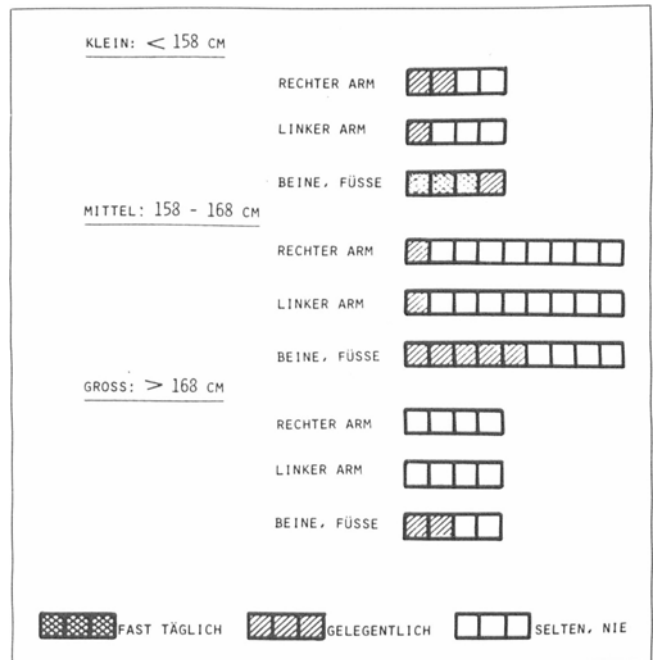 KLEIN: < 158 CM
RECHTER ARM
LINKER ARM
BEINE, FÜSSE
MITTEL: 158 - 168 CM
RECHTER ARM
LINKER ARM
BEINE, FÜSSE
GROSS: > 168 CM
RECHTER ARM
LINKER ARM
BEINE, FÜSSE
FAST TÄGLICH GELEGENTLICH SELTEN, NIE